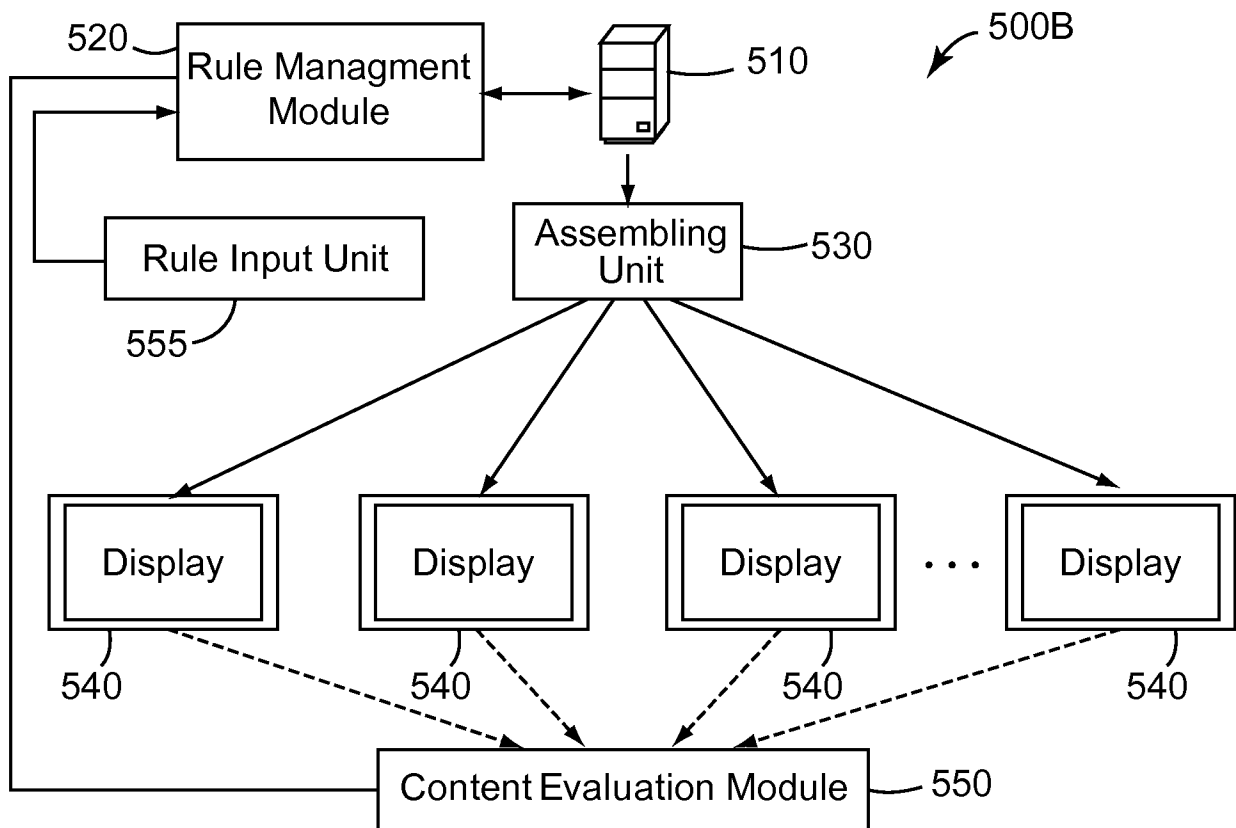 520
Rule Managment
Module
510
500B
Assembling
Unit
530
Rule Input Unit
555
Display
Display
Display
Display
540
540
540
540
Content Evaluation Module
550